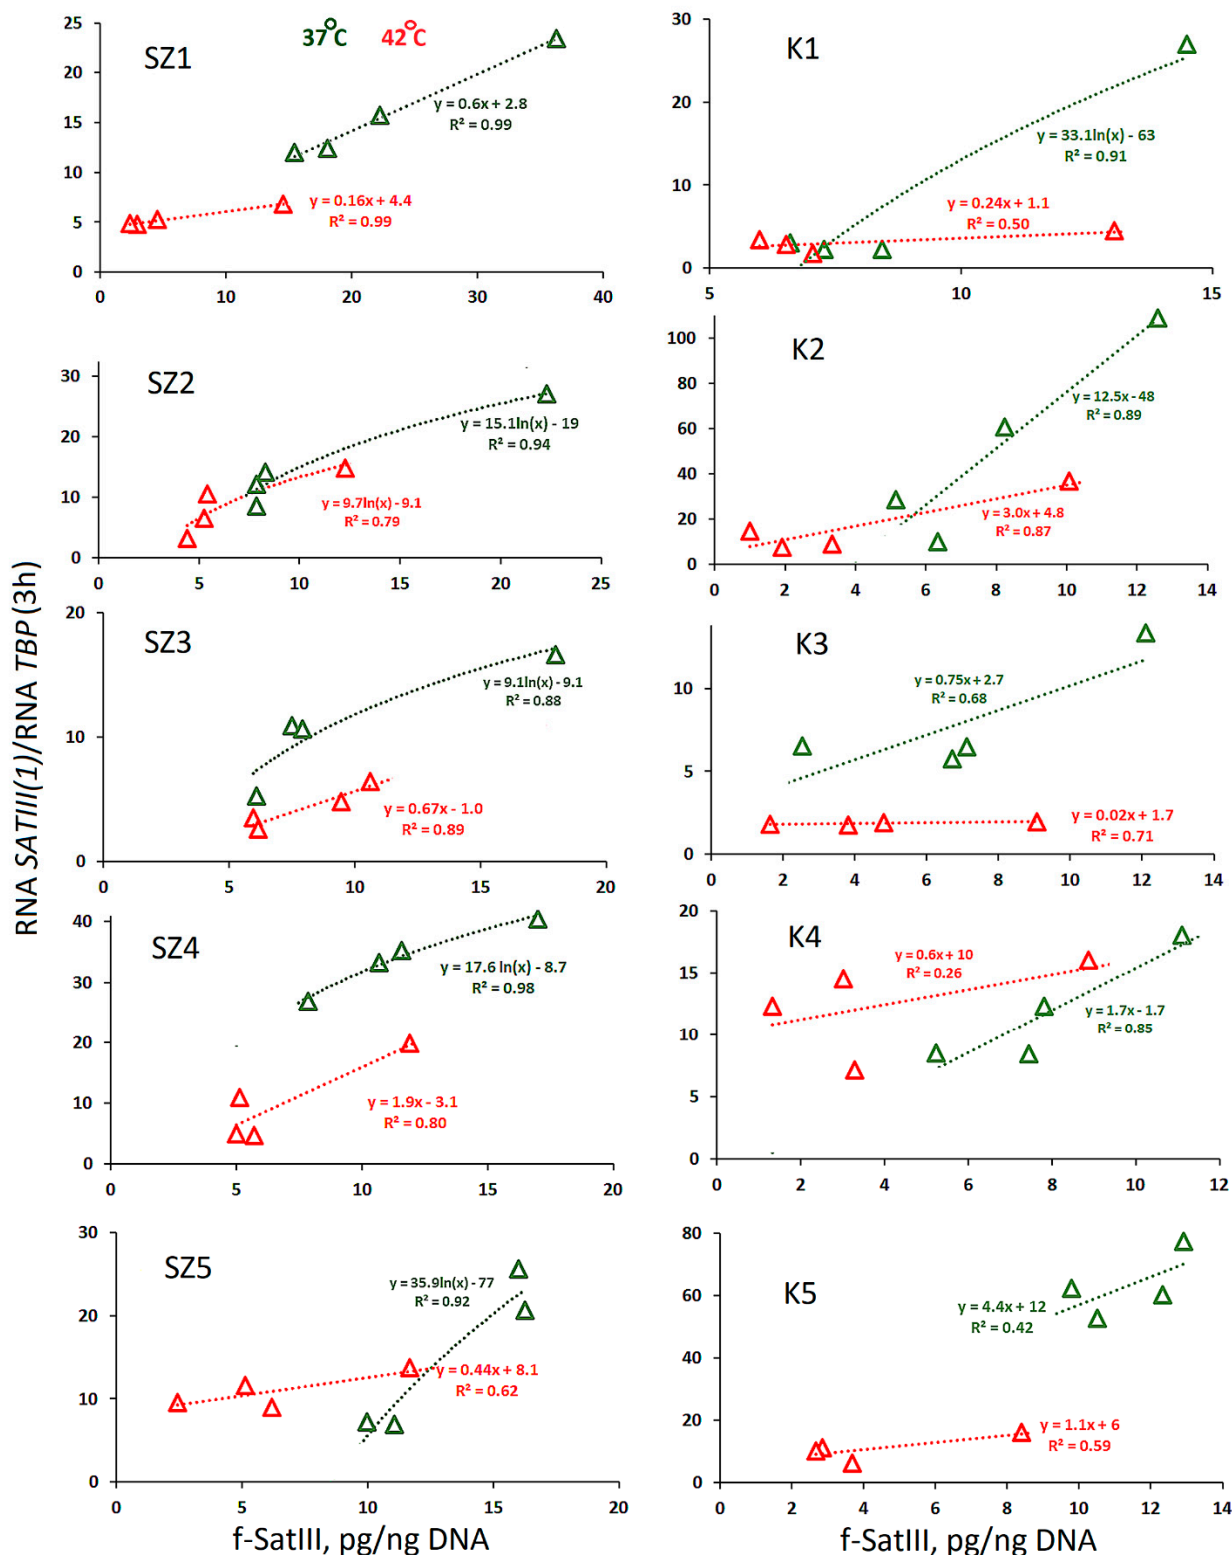 37°C 42°C
SZ1
25
20
15
10
5
0
0 10 20 30 40
y = 0.6x + 2.8
R² = 0.99
y = 0.16x + 4.4
R² = 0.99
K1
30
20
10
0
5 10 15
y = 33.1ln(x) - 63
R² = 0.91
y = 0.24x + 1.1
R² = 0.50
SZ2
30
20
10
0
0 5 10 15 20 25
y = 15.1ln(x) - 19
R² = 0.94
y = 9.7ln(x) - 9.1
R² = 0.79
K2
100
80
60
40
20
0
0 2 4 6 8 10 12 14
y = 12.5x - 48
R² = 0.89
y = 3.0x + 4.8
R² = 0.87
RNA SATIII(1)/RNA TBP (3h)
SZ3
20
10
0
0 5 10 15 20
y = 9.1ln(x) - 9.1
R² = 0.88
y = 0.67x - 1.0
R² = 0.89
K3
10
5
0
0 2 4 6 8 10 12 14
y = 0.75x + 2.7
R² = 0.68
y = 0.02x + 1.7
R² = 0.71
SZ4
40
30
20
10
0
0 5 10 15 20
y = 17.6 ln(x) - 8.7
R² = 0.98
y = 1.9x - 3.1
R² = 0.80
K4
20
15
10
5
0
0 2 4 6 8 10 12
y = 0.6x + 10
R² = 0.26
y = 1.7x - 1.7
R² = 0.85
SZ5
30
20
10
0
0 5 10 15 20
y = 35.9ln(x) - 77
R² = 0.92
y = 0.44x + 8.1
R² = 0.62
f-SatIII, pg/ng DNA
K5
80
60
40
20
0
0 2 4 6 8 10 12 14
y = 4.4x + 12
R² = 0.42
y = 1.1x + 6
R² = 0.59
f-SatIII, pg/ng DNA